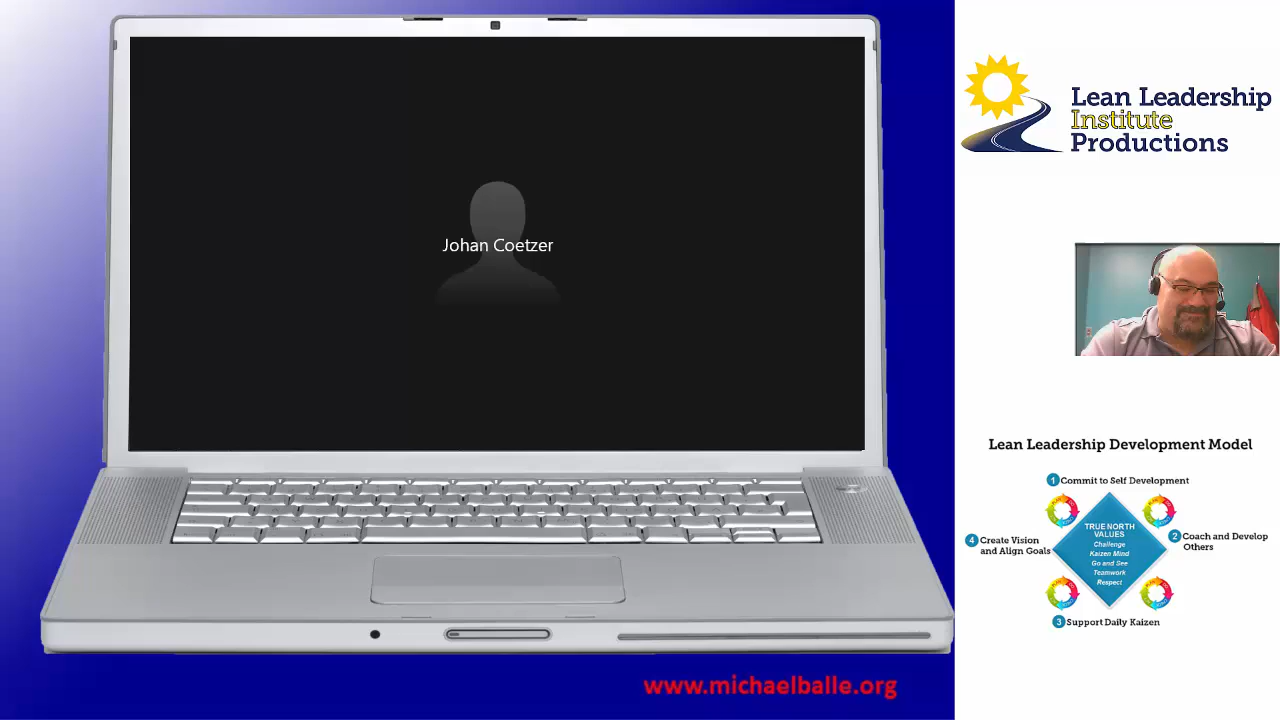 Johan Coetzer
www.michaelballe.org
Lean Leadership
Institute
Productions
Lean Leadership Development Model
1 Commit to Self Development
TRUE NORTH
VALUES
Challenge
Kaizen Mind
Go and See
Teamwork
Respect
2 Coach and Develop
Others
4 Create Vision
and Align Goals
3 Support Daily Kaizen